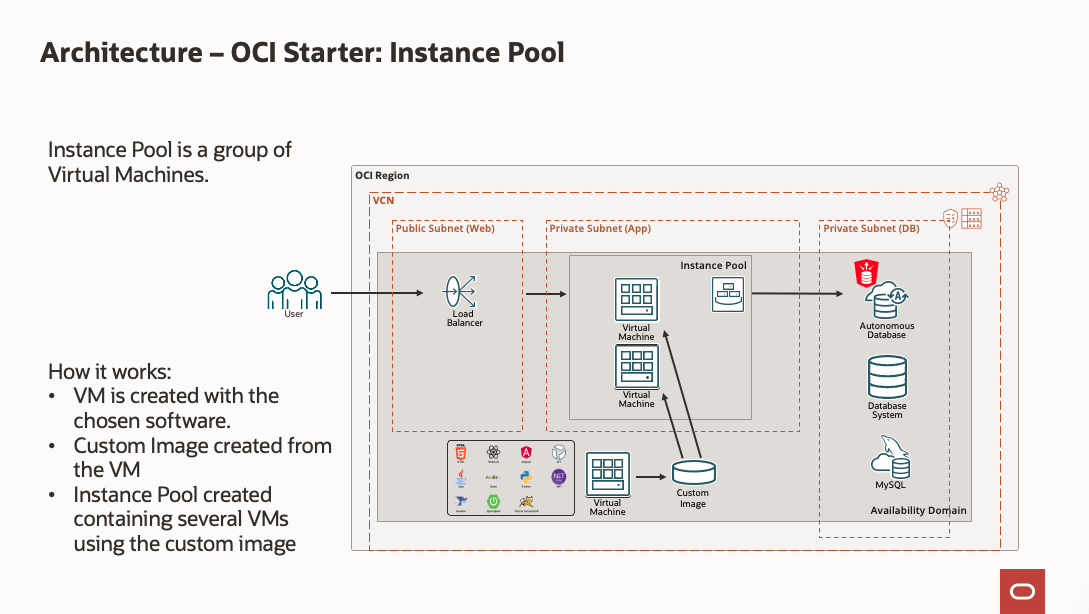 Architecture – OCI Starter: Instance Pool
Instance Pool is a group of
Virtual Machines.
OCI Region
VCN
Public Subnet (Web)
Private Subnet (App)
Private Subnet (DB)
Instance Pool
User
Load
Balancer
Virtual
Machine
Virtual
Machine
Autonomous
Database
Database
System
MySQL
Availability Domain
Virtual
Machine
Custom
Image
How it works:
• VM is created with the
chosen software.
• Custom Image created from
the VM
• Instance Pool created
containing several VMs
using the custom image